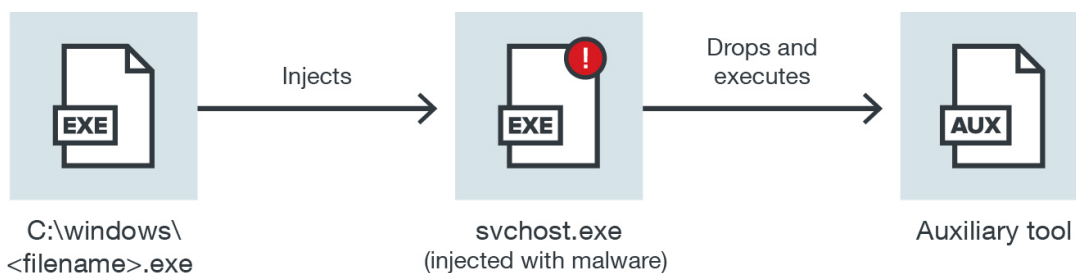 EXE
C:\windows\
<filename>.exe
Injects
!
EXE
svchost.exe
(injected with malware)
Drops and
executes
AUX
Auxiliary tool